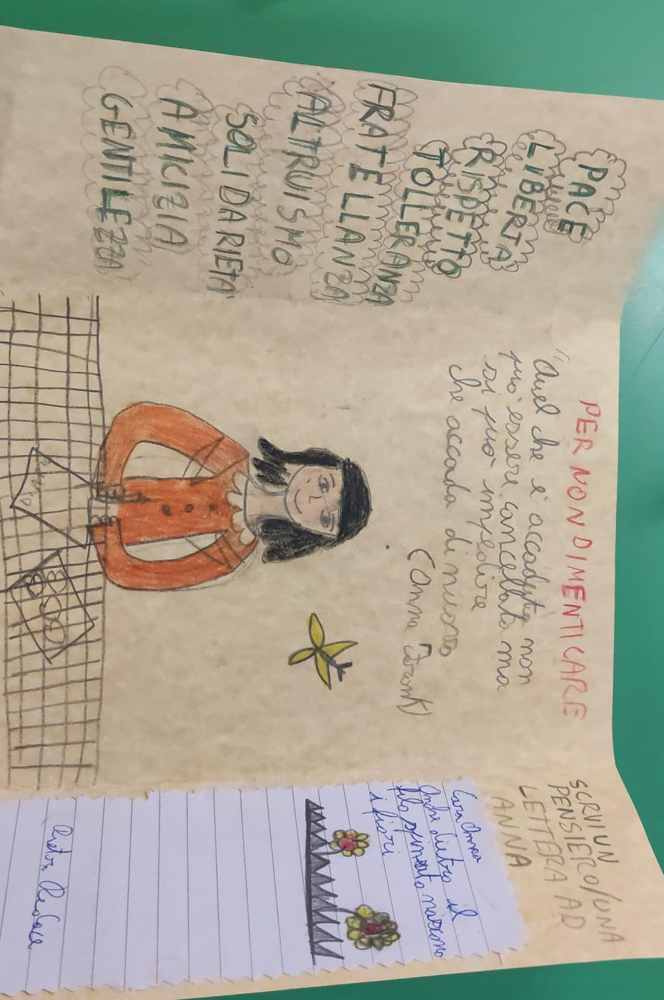 PACE
LIBERTA
RISPETTO
TOLLERANZA
FRATELLANZA
ALTRUISMO
SOLIDARIETA'
AMICIZIA
GENTILEZZA
PER NON DIMENTICARE
"Quel che è accaduto non
può essere cancellato ma
si può impedire
che accada di nuovo
(Anna Frank)
SCRIVI UN
PENSIERO/UNA
LETTERA AD
ANNA
Cara Anna
Anche dietro il
filo spinato nascono
i fiori